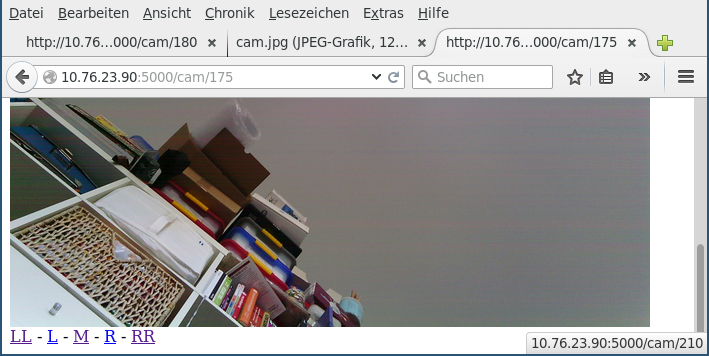 Datei Bearbeiten Ansicht Chronik Lesezeichen Extras Hilfe
http://10.76....000/cam/180 cam.jpg (JPEG-Grafik, 12... http://10.76....000/cam/175
10.76.23.90:5000/cam/175 Suchen
LL - L - M - R - RR
10.76.23.90:5000/cam/210